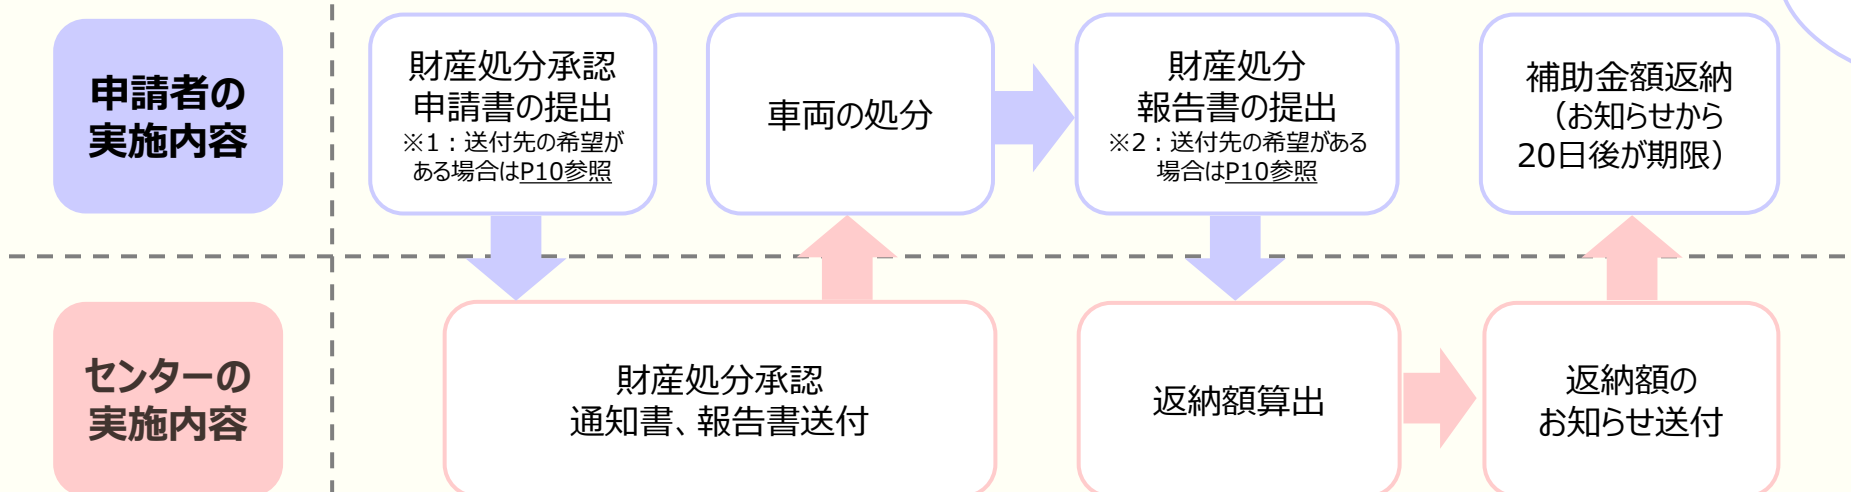 申請者の
実施内容
財産処分承認
申請書の提出
※1：送付先の希望が
ある場合はP10参照
車両の処分
財産処分
報告書の提出
※2：送付先の希望がある
場合はP10参照
補助金額返納
（お知らせから
20日後が期限）
センターの
実施内容
財産処分承認
通知書、報告書送付
返納額算出
返納額の
お知らせ送付